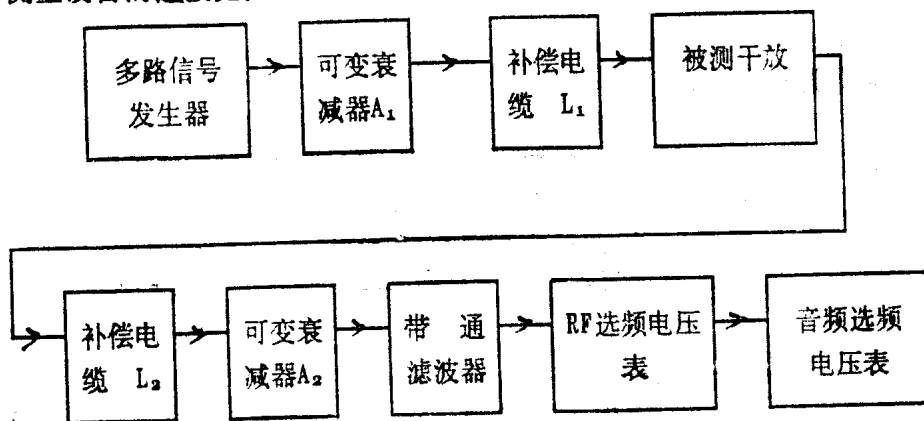 多路信号
发生器
可变衰
减器A₁
补偿电
缆 L₁
被测干放
补偿电
缆 L₂
可变衰
减器A₂
带 通
滤波器
RF选频电压
表
音频选频
电压表